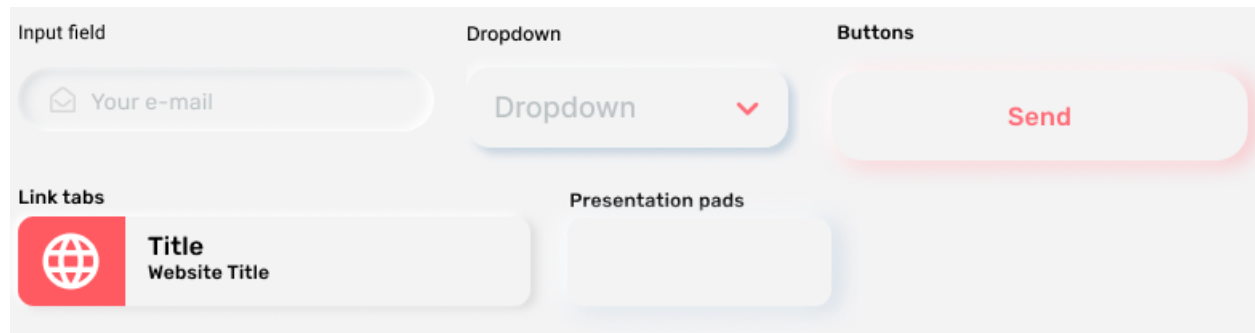 Input field
Dropdown
Buttons
Your e-mail
Dropdown
Send
Link tabs
Presentation pads
Title
Website Title